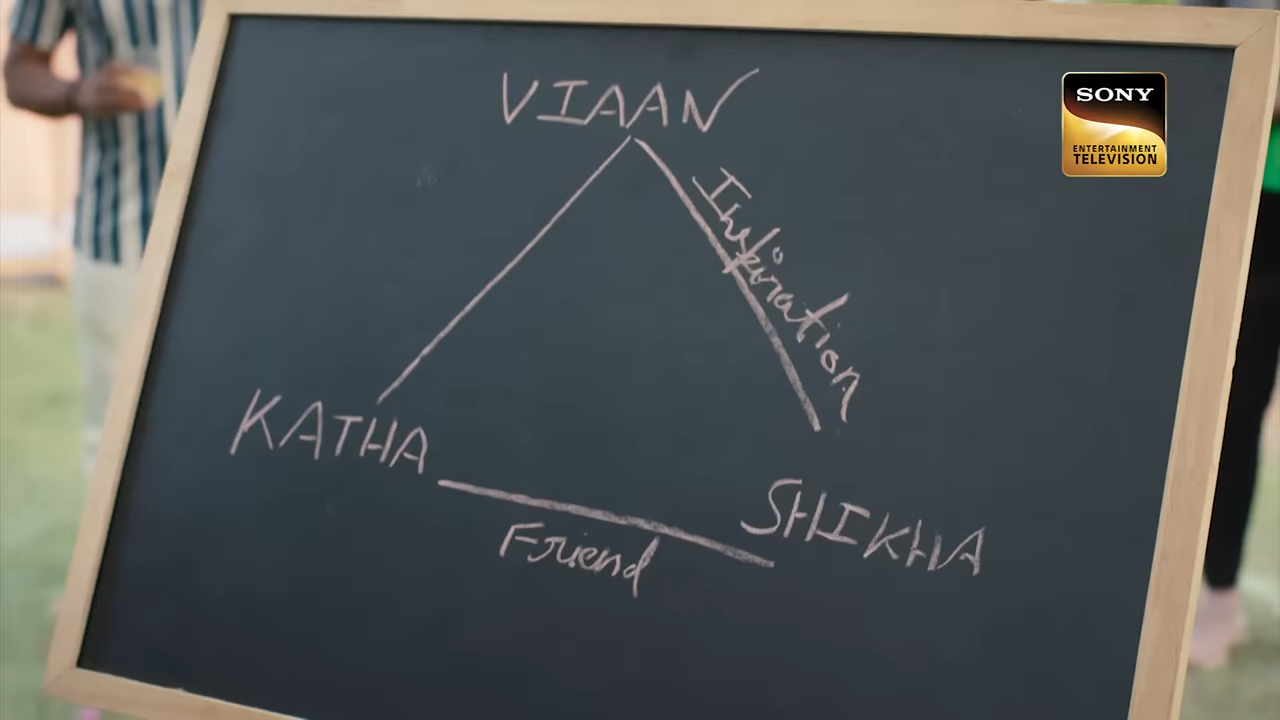 VIAAN
SONY
ENTERTAINMENT
TELEVISION
Inspiration
KATHA
SHIKHA
Friend